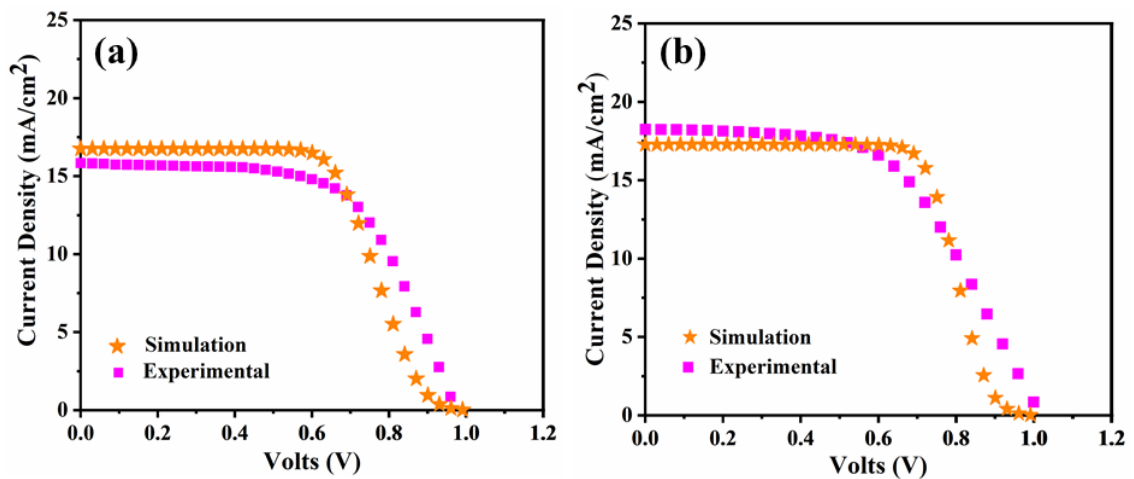 (a)
Current Density (mA/cm²)
25
20
15
10
5
0
Simulation
Experimental
0.0 0.2 0.4 0.6 0.8 1.0 1.2
Volts (V)
(b)
Current Density (mA/cm²)
25
20
15
10
5
0
Simulation
Experimental
0.0 0.2 0.4 0.6 0.8 1.0 1.2
Volts (V)